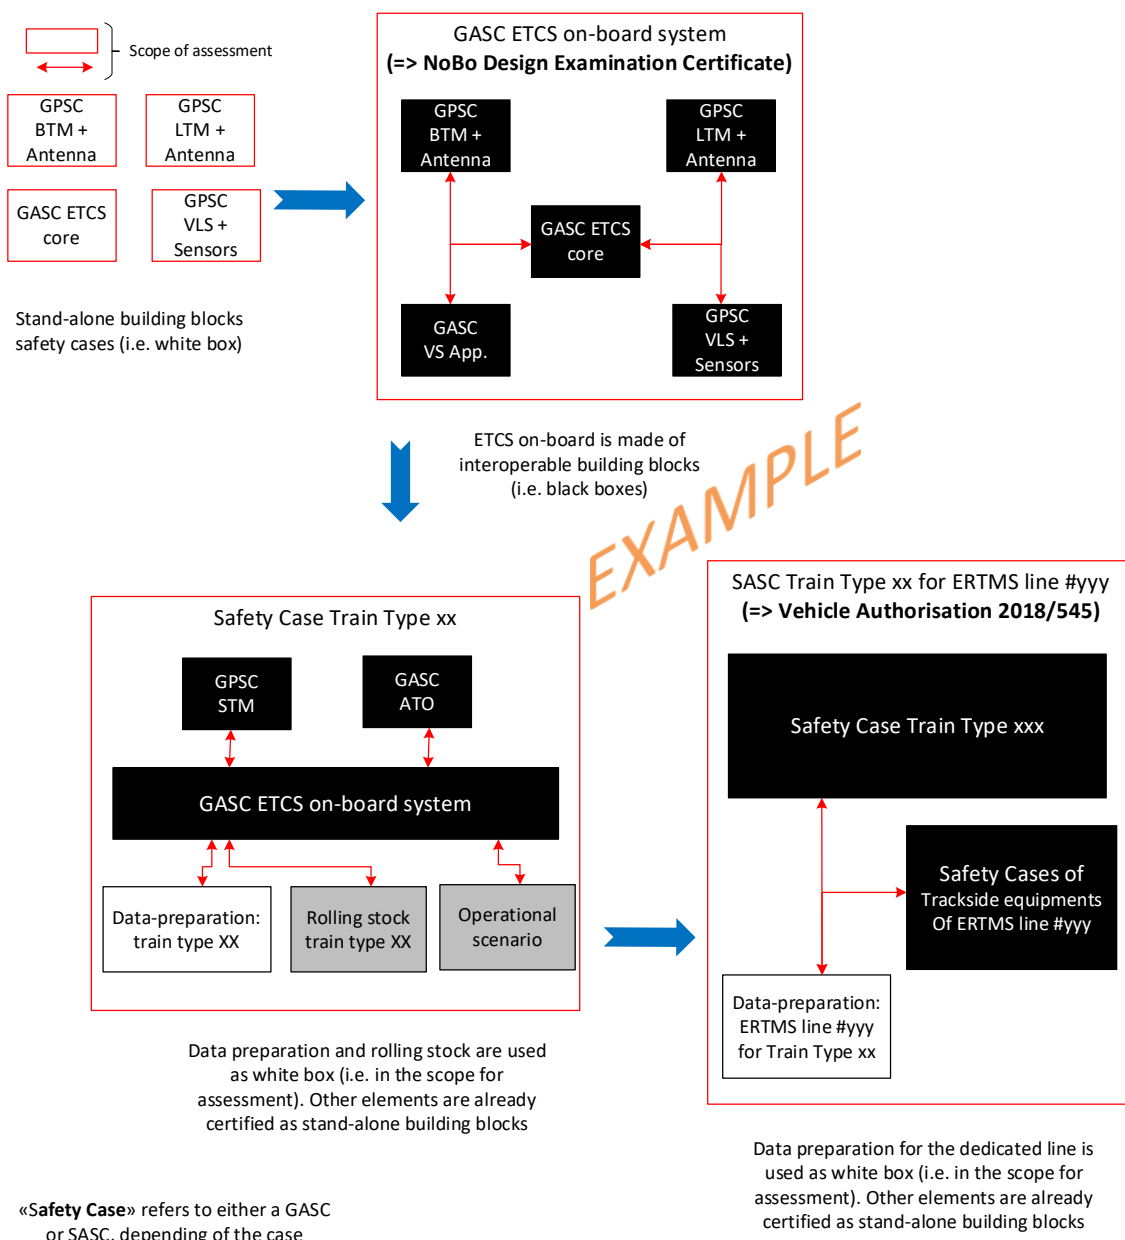 Scope of assessment
GPSC
BTM +
Antenna
GPSC
LTM +
Antenna
GASC ETCS
core
GPSC
VLS +
Sensors
Stand-alone building blocks
safety cases (i.e. white box)
GASC ETCS on-board system
(=> NoBo Design Examination Certificate)
GPSC
BTM +
Antenna
GPSC
LTM +
Antenna
GASC ETCS
core
GASC
VS App.
GPSC
VLS +
Sensors
ETCS on-board is made of
interoperable building blocks
(i.e. black boxes)
EXAMPLE
Safety Case Train Type xx
GPSC
STM
GASC
ATO
GASC ETCS on-board system
Data-preparation:
train type XX
Rolling stock
train type XX
Operational
scenario
Data preparation and rolling stock are used
as white box (i.e. in the scope for
assessment). Other elements are already
certified as stand-alone building blocks
SASC Train Type xx for ERTMS line #yyy
(=> Vehicle Authorisation 2018/545)
Safety Case Train Type xxx
Safety Cases of
Trackside equipments
Of ERTMS line #yyy
Data-preparation:
ERTMS line #yyy
for Train Type xx
Data preparation for the dedicated line is
used as white box (i.e. in the scope for
assessment). Other elements are already
certified as stand-alone building blocks
«Safety Case» refers to either a GASC
or SASC, depending of the case